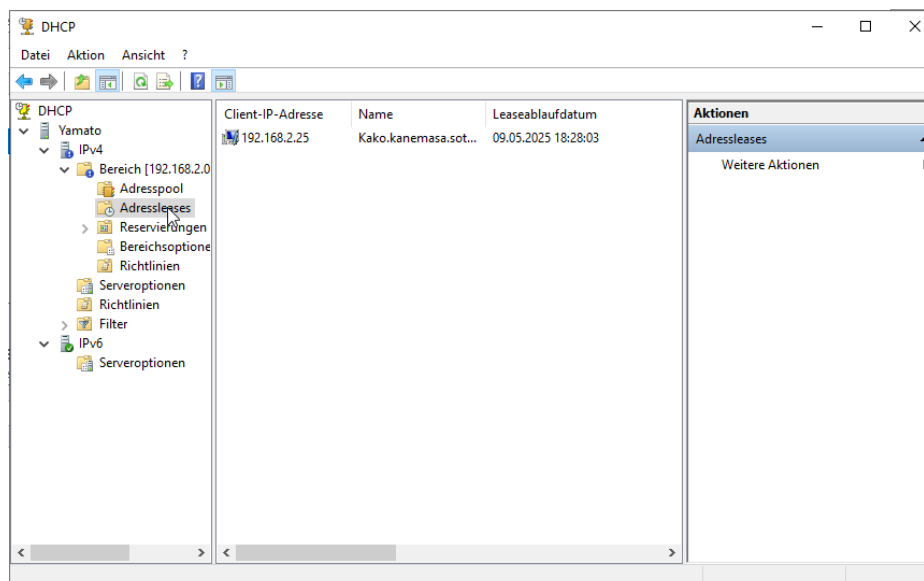 DHCP
Datei Aktion Ansicht ?
DHCP
Yamato
IPv4
Bereich [192.168.2.0
Adresspool
Adressleases
Reservierungen
Bereichsoptione
Richtlinien
Serveroptionen
Richtlinien
Filter
IPv6
Serveroptionen
Client-IP-Adresse Name Leaseablaufdatum
192.168.2.25 Kako.kanemasa.sot... 09.05.2025 18:28:03
Aktionen
Adressleases
Weitere Aktionen